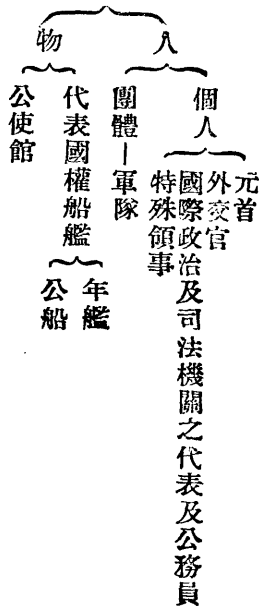 人
個人
元首
外交官
國際政治及司法機關之代表及公務員
特殊領事
團體—軍隊
物
代表國權船艦
年艦
公船
公使館